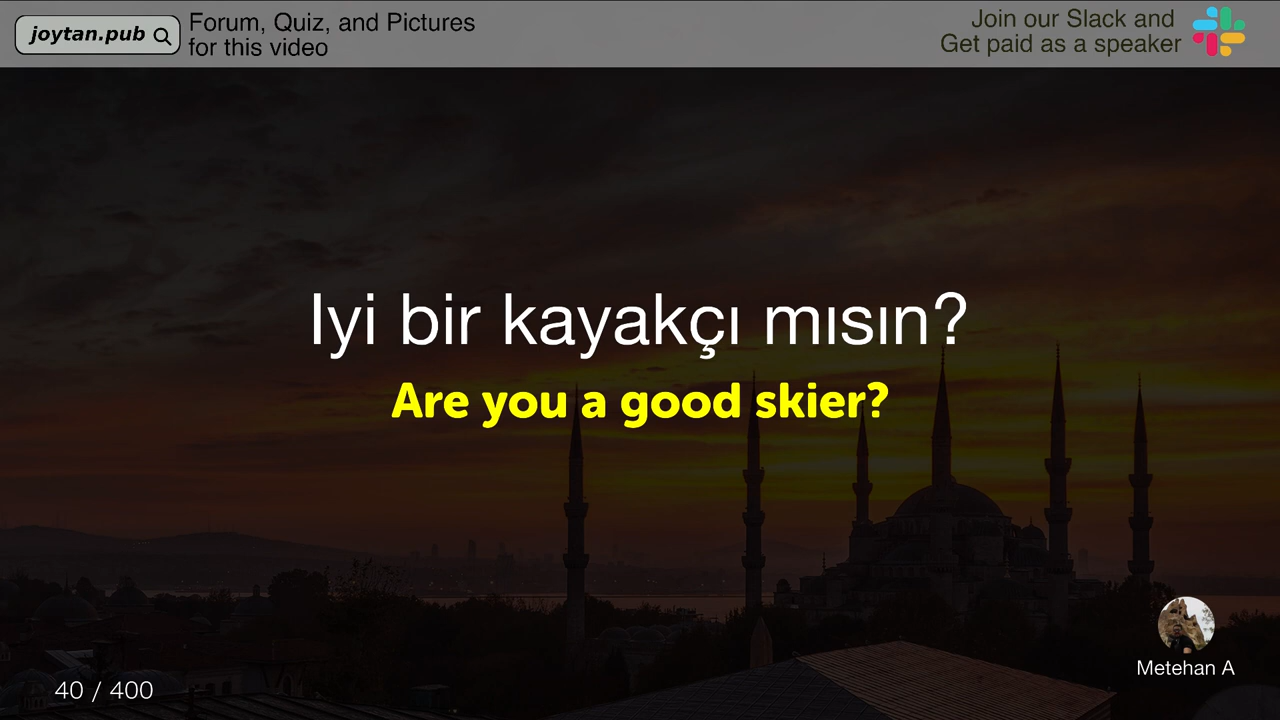 joytan.pub
Forum, Quiz, and Pictures
for this video
Join our Slack and
Get paid as a speaker
Iyi bir kayakçı mısın?
Are you a good skier?
Metehan A
40 / 400